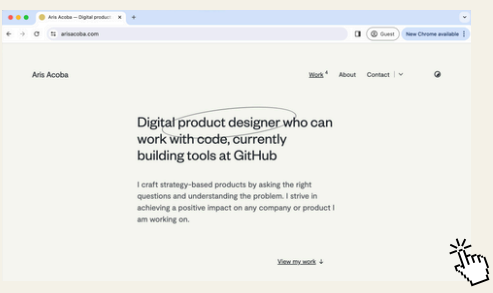 Aris Acoba — Digital product
arisacoba.com
Guest
New Chrome available
Aris Acoba
Work 4
About
Contact
Digital product designer who can
work with code, currently
building tools at GitHub
I craft strategy-based products by asking the right
questions and understanding the problem. I strive in
achieving a positive impact on any company or product I
am working on.
View my work ↓